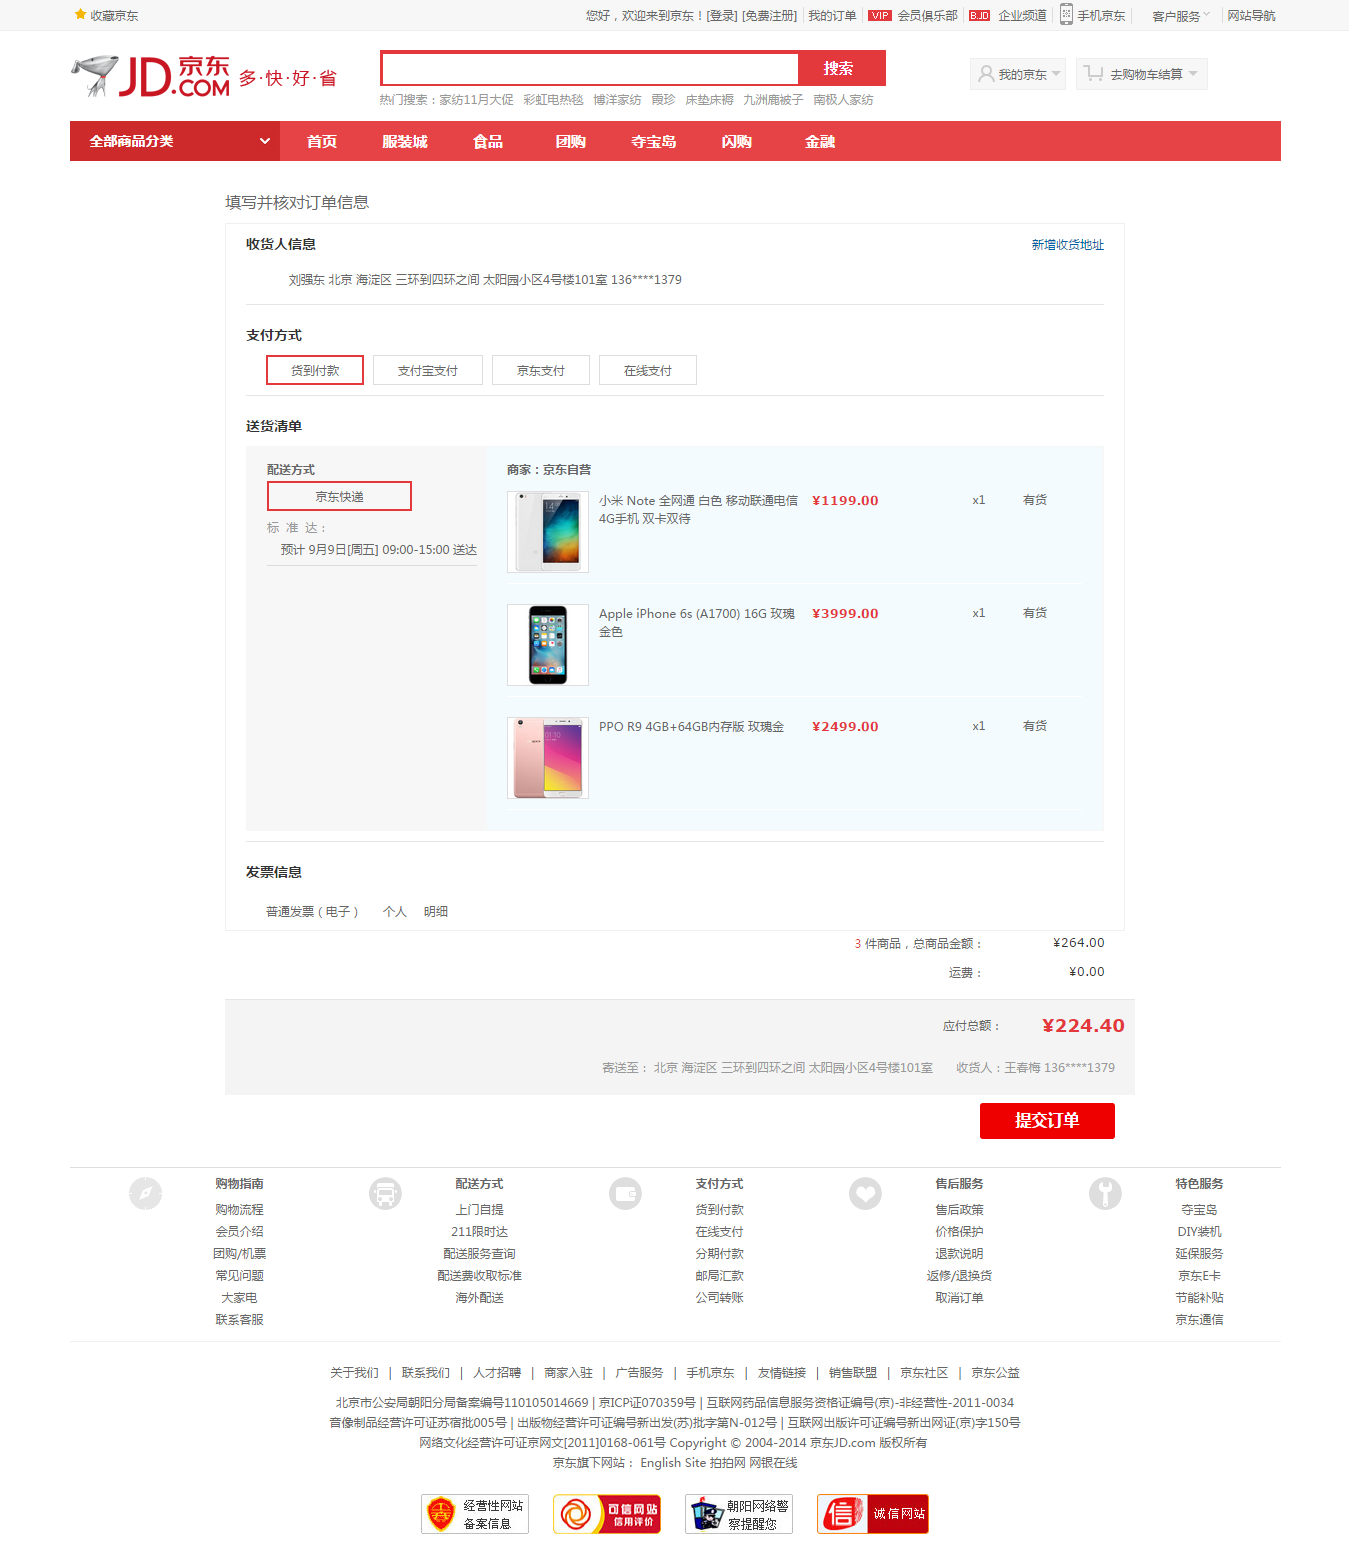 收藏京东
您好，欢迎来到京东！[登录] [免费注册] 我的订单 VIP 会员俱乐部 B.JD 企业频道 手机京东 客户服务 网站导航
JD.COM 京东 多·快·好·省
搜索
热门搜索：家纺11月大促 彩虹电热毯 博洋家纺 霞珍 床垫床褥 九洲鹿被子 南极人家纺
我的京东 去购物车结算
全部商品分类 首页 服装城 食品 团购 夺宝岛 闪购 金融
填写并核对订单信息
收货人信息 新增收货地址
刘强东 北京 海淀区 三环到四环之间 太阳园小区4号楼101室 136****1379
支付方式
货到付款 支付宝支付 京东支付 在线支付
送货清单
配送方式
京东快递
标 准 达：
预计 9月9日[周五] 09:00-15:00 送达
商家：京东自营
小米 Note 全网通 白色 移动联通电信 ¥1199.00 x1 有货
4G手机 双卡双待
Apple iPhone 6s (A1700) 16G 玫瑰 ¥3999.00 x1 有货
金色
PPO R9 4GB+64GB内存版 玫瑰金 ¥2499.00 x1 有货
发票信息
普通发票（电子） 个人 明细
3 件商品，总商品金额： ¥264.00
运费： ¥0.00
应付总额： ¥224.40
寄送至： 北京 海淀区 三环到四环之间 太阳园小区4号楼101室 收货人：王春梅 136****1379
提交订单
购物指南
购物流程
会员介绍
团购/机票
常见问题
大家电
联系客服
配送方式
上门自提
211限时达
配送服务查询
配送费收取标准
海外配送
支付方式
货到付款
在线支付
分期付款
邮局汇款
公司转账
售后服务
售后政策
价格保护
退款说明
返修/退换货
取消订单
特色服务
夺宝岛
DIY装机
延保服务
京东E卡
节能补贴
京东通信
关于我们 | 联系我们 | 人才招聘 | 商家入驻 | 广告服务 | 手机京东 | 友情链接 | 销售联盟 | 京东社区 | 京东公益
北京市公安局朝阳分局备案编号110105014669 | 京ICP证070359号 | 互联网药品信息服务资格证编号(京)-非经营性-2011-0034
音像制品经营许可证苏宿批005号 | 出版物经营许可证编号新出发(苏)批字第N-012号 | 互联网出版许可证编号新出网证(京)字150号
网络文化经营许可证京网文[2011]0168-061号 Copyright © 2004-2014 京东JD.com 版权所有
京东旗下网站： English Site 拍拍网 网银在线
经营性网站
备案信息
可信网站
信用评价
朝阳网络警
察提醒您
信 诚信网站